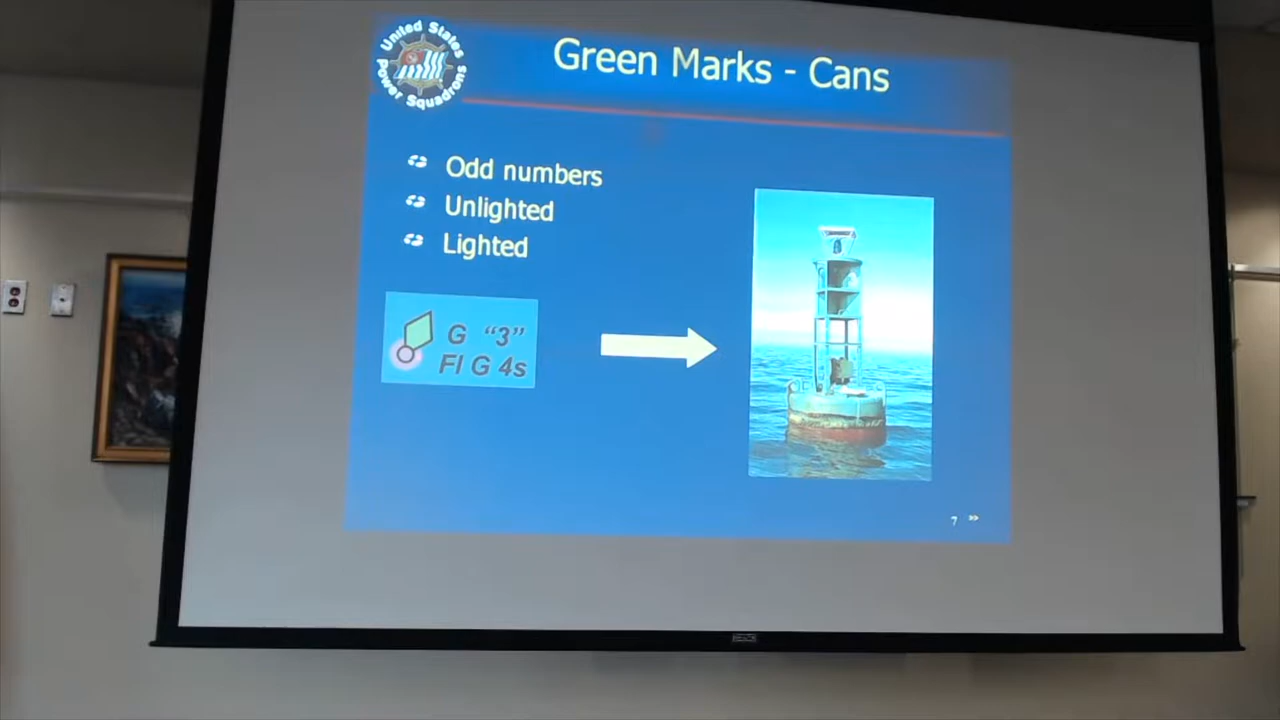 United States
Power Squadrons
Green Marks - Cans
Odd numbers
Unlighted
Lighted
G “3”
Fl G 4s
7 »